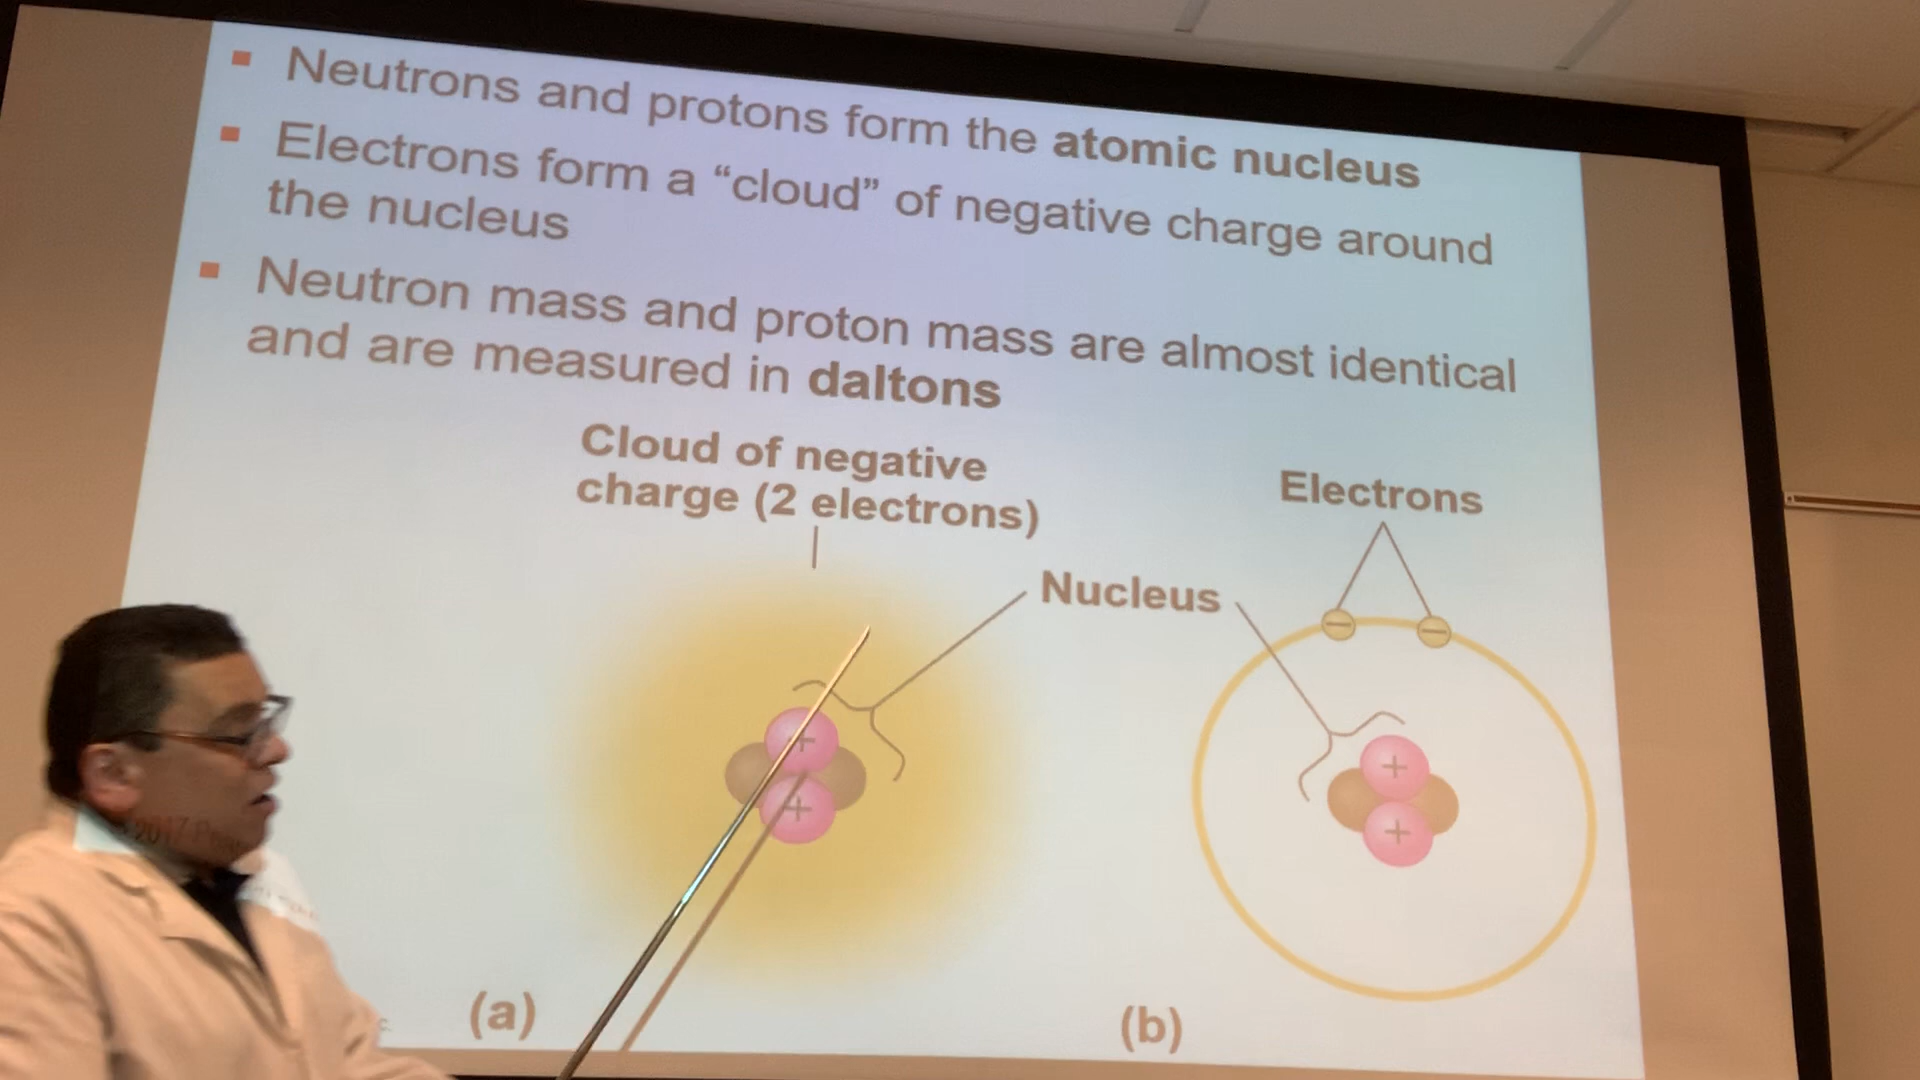 Neutrons and protons form the atomic nucleus
Electrons form a “cloud” of negative charge around
the nucleus
Neutron mass and proton mass are almost identical
and are measured in daltons
Cloud of negative
charge (2 electrons)
Electrons
Nucleus
− −
+
+
+
+
2017
(a)
(b)